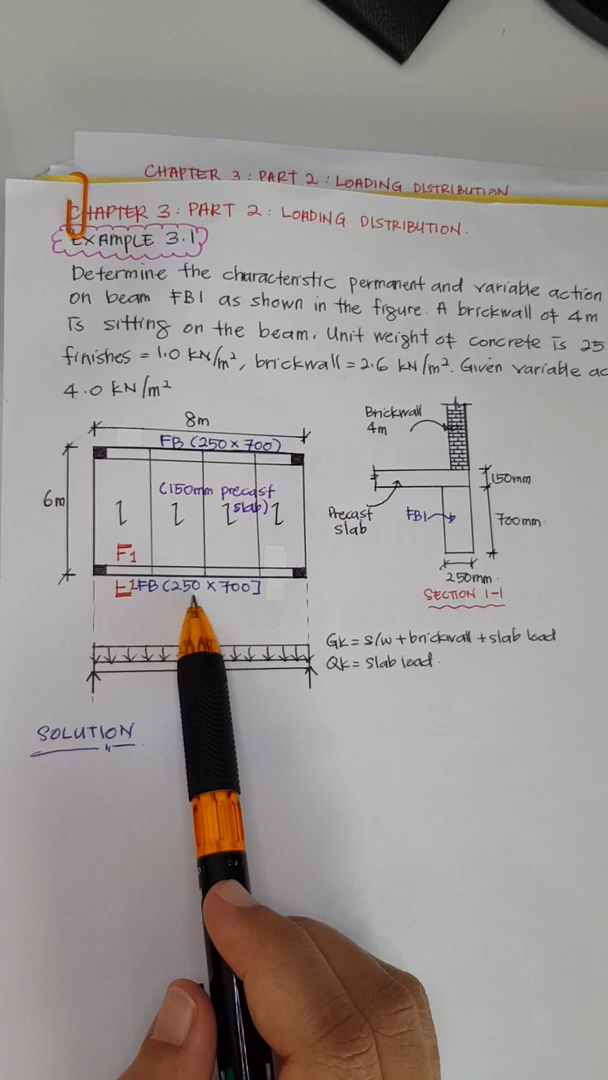 CHAPTER 3: PART 2: LOADING DISTRIBUTION
CHAPTER 3: PART 2: LOADING DISTRIBUTION.
EXAMPLE 3.1
Determine the characteristic permanent and variable action
on beam FB1 as shown in the figure. A brickwall of 4m
is sitting on the beam. Unit weight of concrete is 25
finishes = 1.0 kN/m², brickwall = 2.6 kN/m². Given variable ac
4.0 kN/m²
8m
FB (250 x 700)
6m
(150mm precast
slab)
F1
FB (250 x 700]
Brickwall
4m
150mm
Precast
slab
FB1
700mm.
250mm.
SECTION 1-1
Gk = s/w + brickwall + slab load
Qk = slab load.
SOLUTION